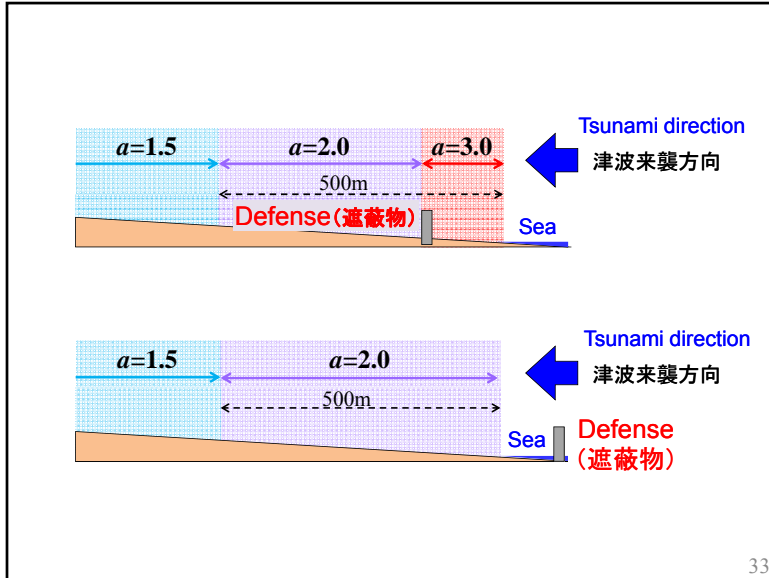 Tsunami direction
a=1.5
a=2.0
a=3.0
津波来襲方向
500m
Defense(遮蔽物)
Sea
Tsunami direction
a=1.5
a=2.0
津波来襲方向
500m
Sea
Defense
(遮蔽物)
33